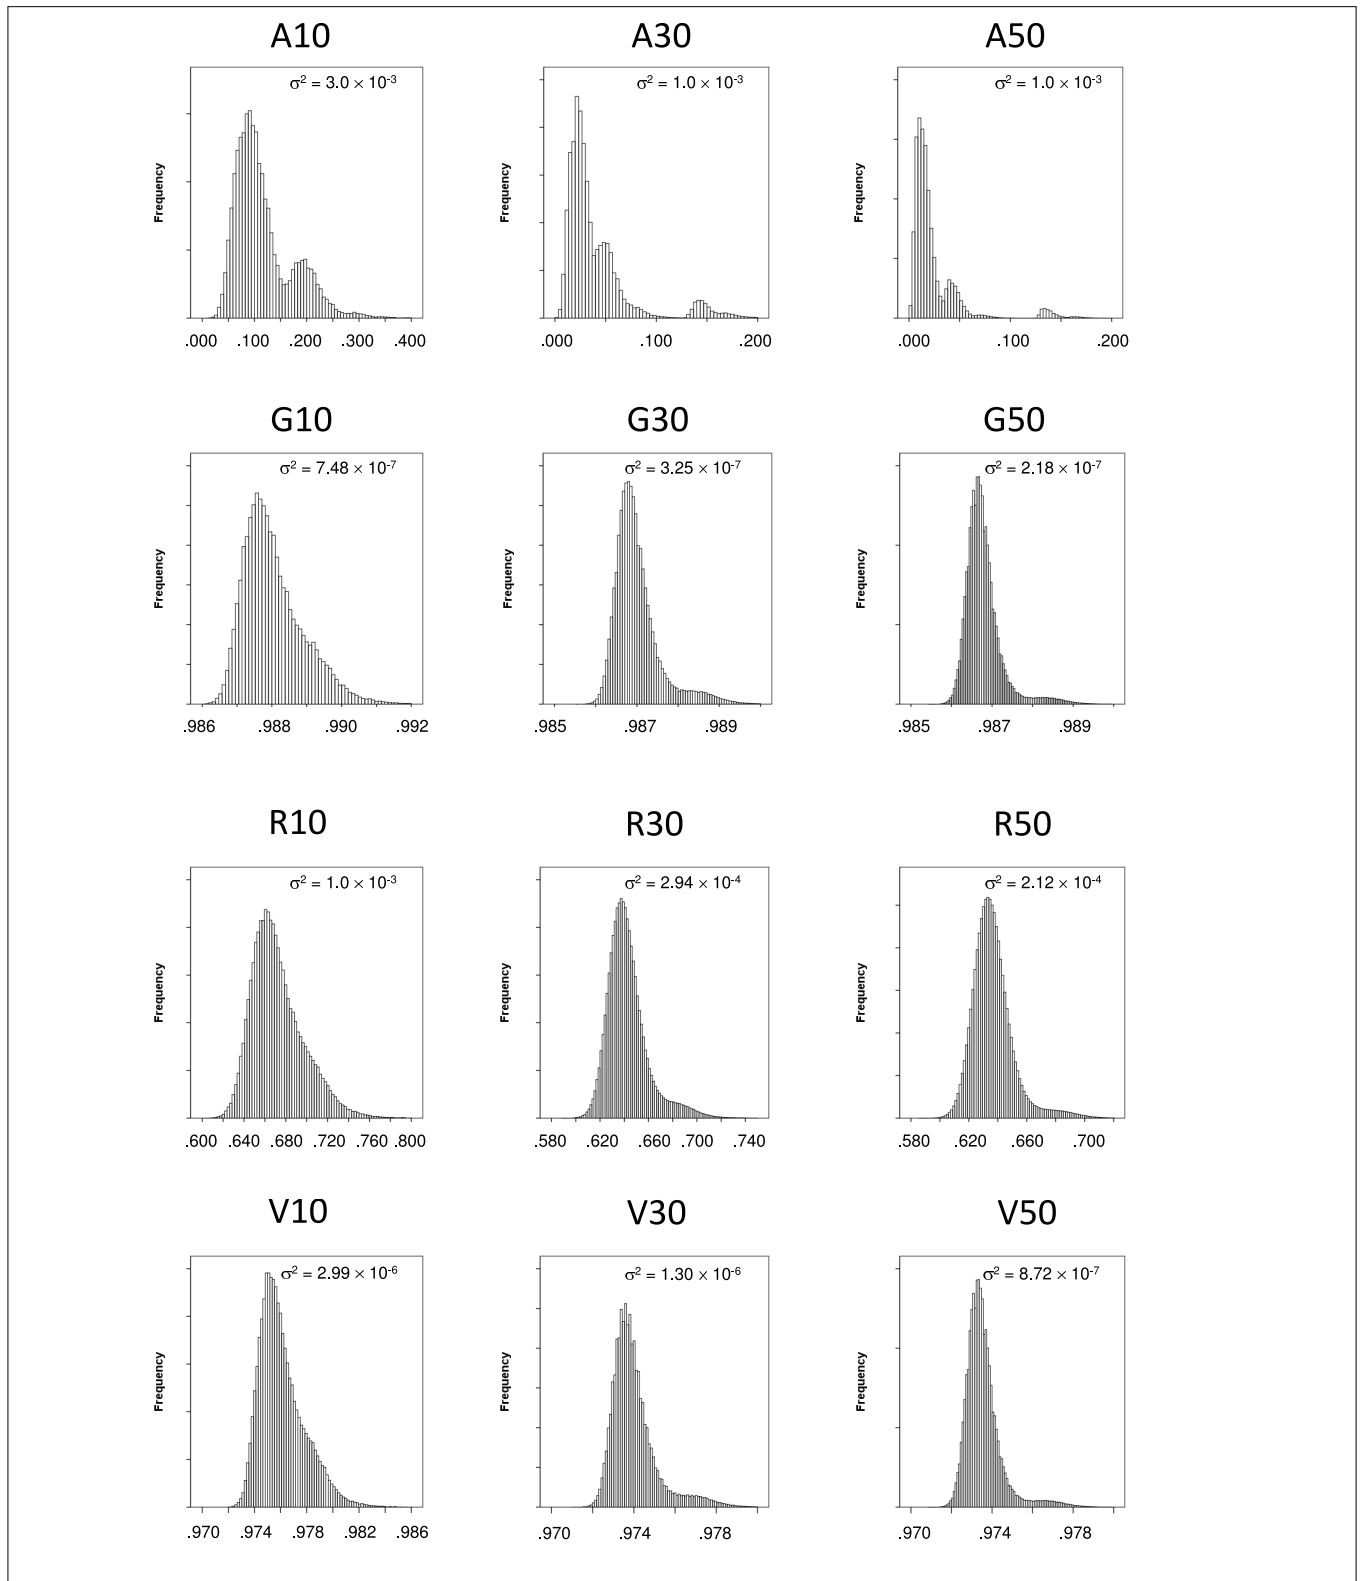 A10 A30 A50
σ² = 3.0 × 10⁻³ σ² = 1.0 × 10⁻³ σ² = 1.0 × 10⁻³
Frequency Frequency Frequency
.000 .100 .200 .300 .400 .000 .100 .200 .000 .100 .200
G10 G30 G50
σ² = 7.48 × 10⁻⁷ σ² = 3.25 × 10⁻⁷ σ² = 2.18 × 10⁻⁷
Frequency Frequency Frequency
.986 .988 .990 .992 .985 .987 .989 .985 .987 .989
R10 R30 R50
σ² = 1.0 × 10⁻³ σ² = 2.94 × 10⁻⁴ σ² = 2.12 × 10⁻⁴
Frequency Frequency Frequency
.600 .640 .680 .720 .760 .800 .580 .620 .660 .700 .740 .580 .620 .660 .700
V10 V30 V50
σ² = 2.99 × 10⁻⁶ σ² = 1.30 × 10⁻⁶ σ² = 8.72 × 10⁻⁷
Frequency Frequency Frequency
.970 .974 .978 .982 .986 .970 .974 .978 .970 .974 .978